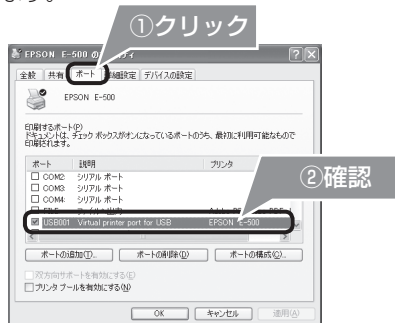 ます。
①クリック
EPSON E-500 の
全般 共有 ポート 詳細設定 デバイスの設定
EPSON E-500
印刷するポート(P)
ドキュメントは、チェック ボックスがオンになっているポートのうち、最初に利用可能なもので
印刷されます。
ポート 説明 プリンタ
COM2: シリアル ポート
COM3: シリアル ポート
COM4: シリアル ポート
②確認
USB001 Virtual printer port for USB EPSON E-500
ポートの追加(T)... ポートの削除(D) ポートの構成(C)...
双方向サポートを有効にする(E)
プリンタ プールを有効にする(N)
OK キャンセル 適用(A)